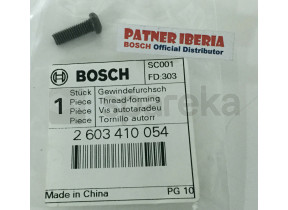 PATNER IBERIA
BOSCH Official Distributor
BOSCH
SC001
FD:303
1
Stück Gewindefurchsch
Piece Thread-forming
Pièce Vis autotaradeu
Pieza Tornillo autorr
2 603 410 054
Made in China
PG 10